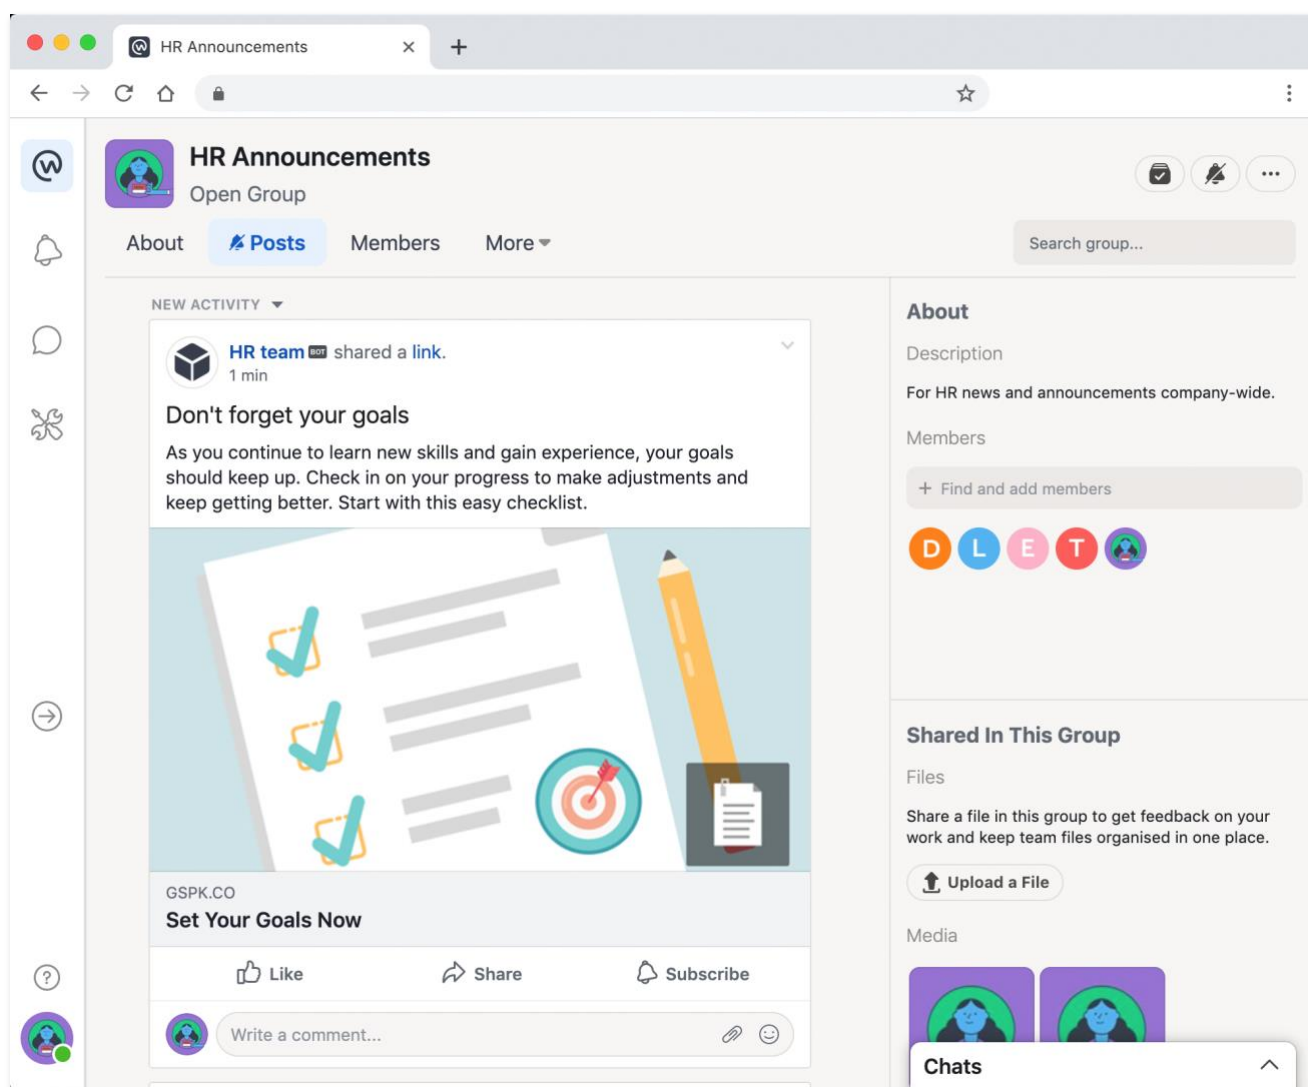 HR Announcements
HR Announcements
Open Group
About
Posts
Members
More
Search group...
NEW ACTIVITY
HR team BOT shared a link.
1 min
Don't forget your goals
As you continue to learn new skills and gain experience, your goals
should keep up. Check in on your progress to make adjustments and
keep getting better. Start with this easy checklist.
GSPK.CO
Set Your Goals Now
Like
Share
Subscribe
Write a comment...
About
Description
For HR news and announcements company-wide.
Members
+ Find and add members
D
L
E
T
Shared In This Group
Files
Share a file in this group to get feedback on your
work and keep team files organised in one place.
Upload a File
Media
Chats